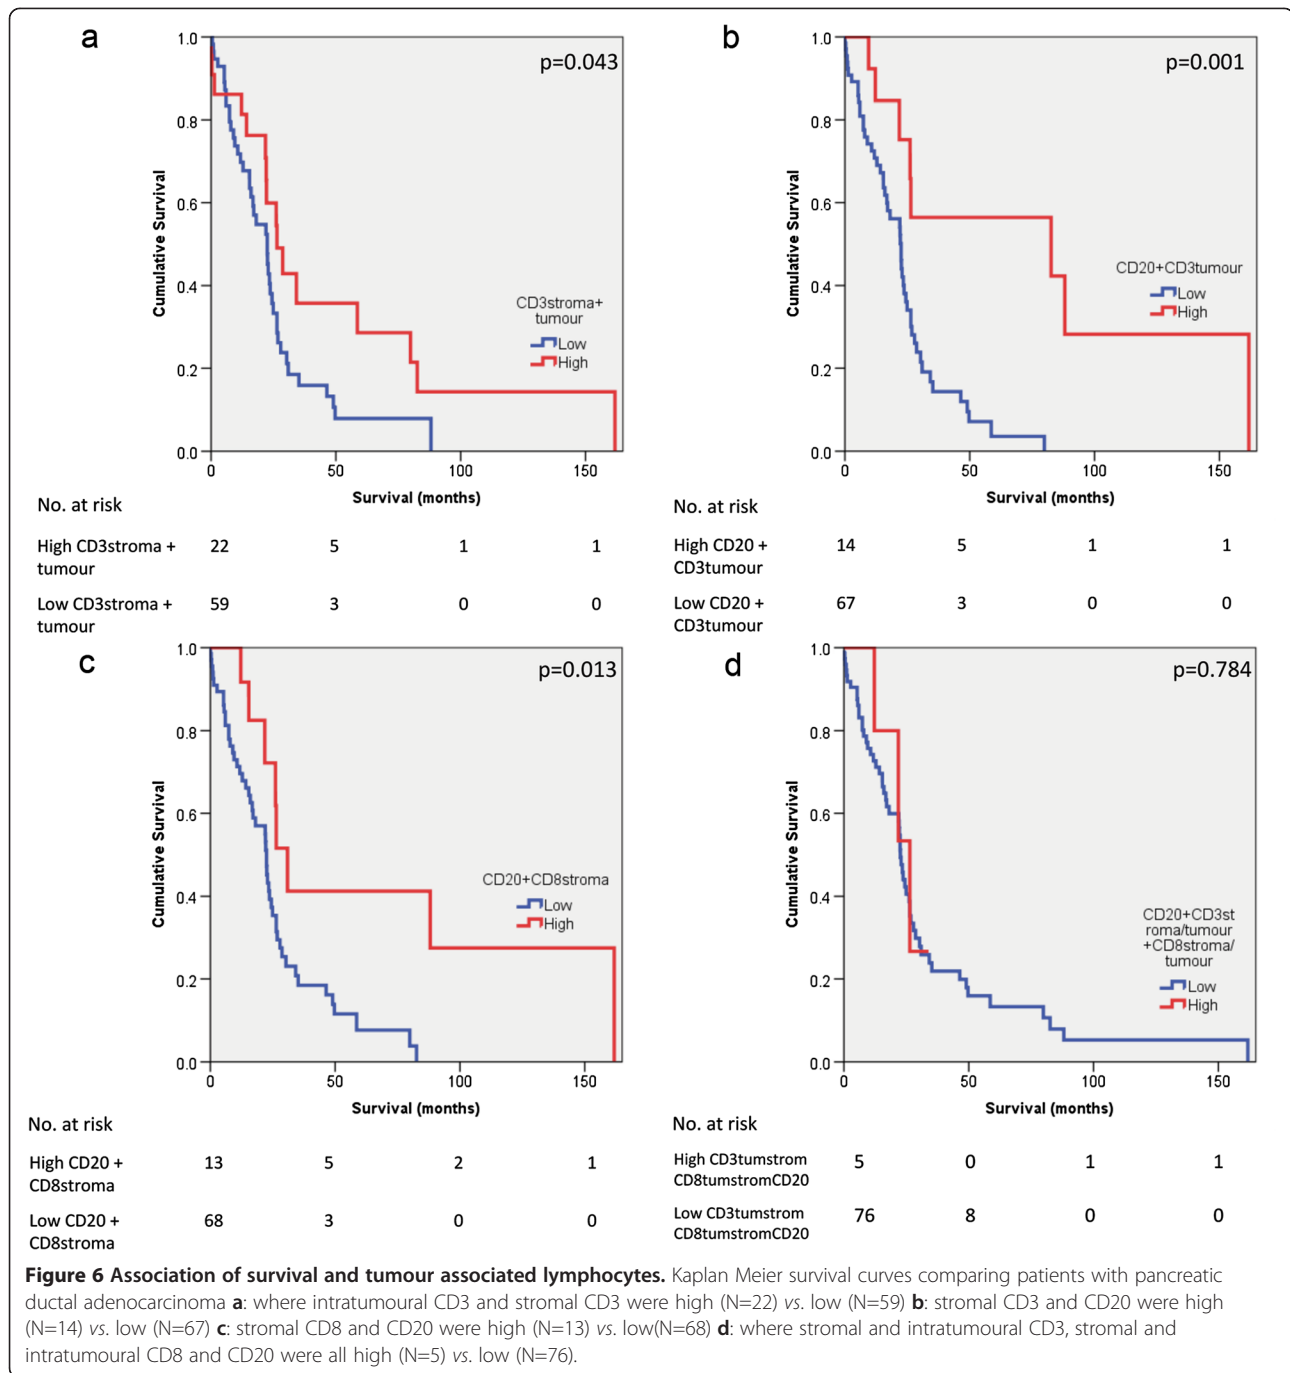 a
p=0.043
1.0
0.8
0.6
0.4
0.2
0.0
Cumulative Survival
CD3stroma+
tumour
Low
High
0 50 100 150
Survival (months)
No. at risk
High CD3stroma +
tumour
22 5 1 1
Low CD3stroma +
tumour
59 3 0 0
b
p=0.001
1.0
0.8
0.6
0.4
0.2
0.0
Cumulative Survival
CD20+CD3tumour
Low
High
0 50 100 150
Survival (months)
No. at risk
High CD20 +
CD3tumour
14 5 1 1
Low CD20 +
CD3tumour
67 3 0 0
c
p=0.013
1.0
0.8
0.6
0.4
0.2
0.0
Cumulative Survival
CD20+CD8stroma
Low
High
0 50 100 150
Survival (months)
No. at risk
High CD20 +
CD8stroma
13 5 2 1
Low CD20 +
CD8stroma
68 3 0 0
d
p=0.784
1.0
0.8
0.6
0.4
0.2
0.0
Cumulative Survival
CD20+CD3st
roma/tumour
+CD8stroma/
tumour
Low
High
0 50 100 150
Survival (months)
No. at risk
High CD3tumstrom
CD8tumstromCD20
5 0 1 1
Low CD3tumstrom
CD8tumstromCD20
76 8 0 0
Figure 6 Association of survival and tumour associated lymphocytes. Kaplan Meier survival curves comparing patients with pancreatic
ductal adenocarcinoma a: where intratumoural CD3 and stromal CD3 were high (N=22) vs. low (N=59) b: stromal CD3 and CD20 were high
(N=14) vs. low (N=67) c: stromal CD8 and CD20 were high (N=13) vs. low(N=68) d: where stromal and intratumoural CD3, stromal and
intratumoural CD8 and CD20 were all high (N=5) vs. low (N=76).